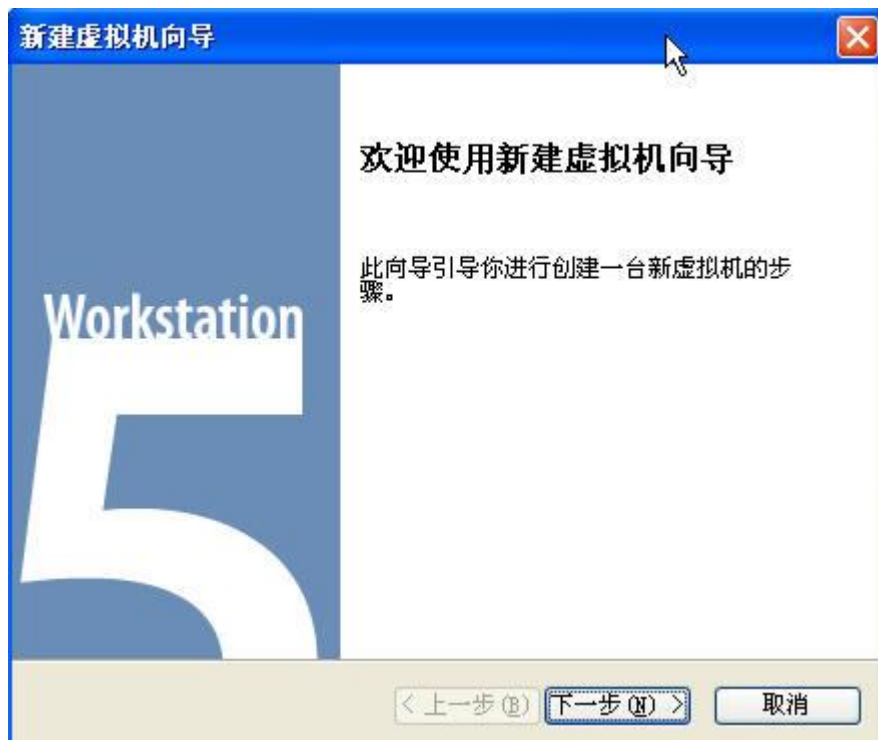 新建虚拟机向导
欢迎使用新建虚拟机向导
此向导引导你进行创建一台新虚拟机的步
骤。
Workstation
5
< 上一步(B) 下一步(N) > 取消